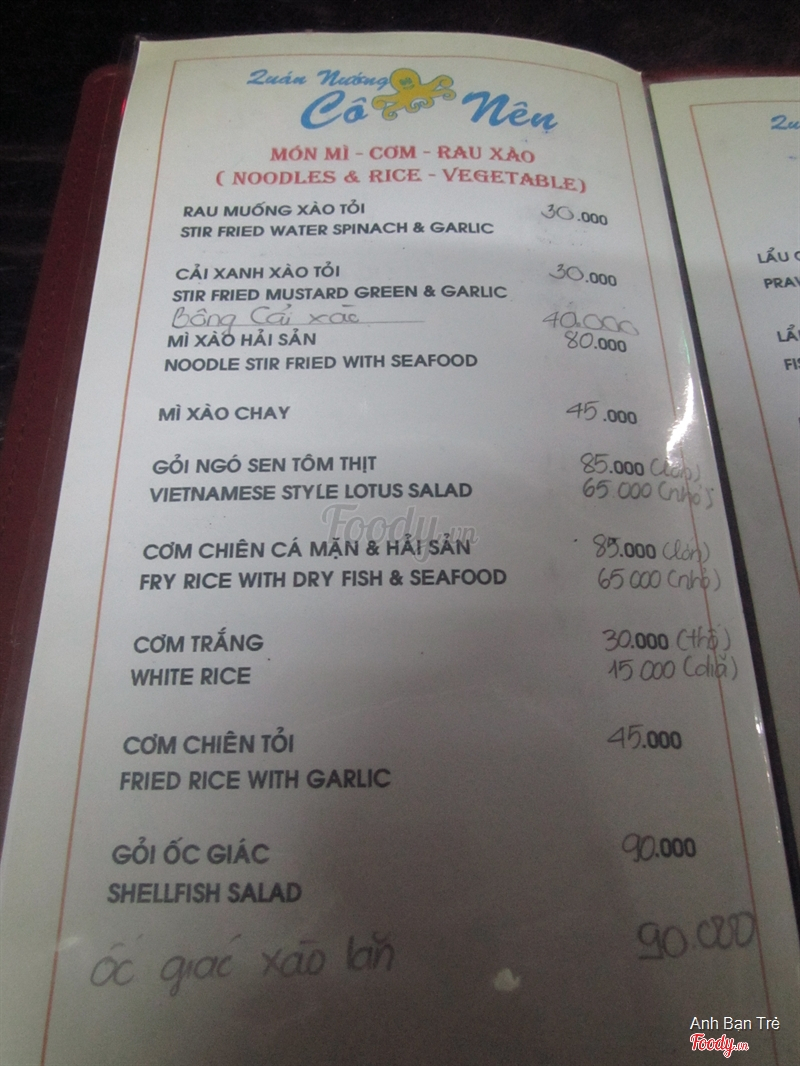 Quán Nướng
Cô Nên
MÓN MÌ - CƠM - RAU XÀO
( NOODLES & RICE - VEGETABLE)
RAU MUỐNG XÀO TỎI 30.000
STIR FRIED WATER SPINACH & GARLIC
CẢI XANH XÀO TỎI 30.000
STIR FRIED MUSTARD GREEN & GARLIC
Bông Cải xào 40.000
MÌ XÀO HẢI SẢN 80.000
NOODLE STIR FRIED WITH SEAFOOD
MÌ XÀO CHAY 45.000
GỎI NGÓ SEN TÔM THỊT 85.000 (lớn)
VIETNAMESE STYLE LOTUS SALAD 65 000 (nhỏ)
Foody.vn
CƠM CHIÊN CÁ MẶN & HẢI SẢN 85.000 (lớn)
FRY RICE WITH DRY FISH & SEAFOOD 65 000 (nhỏ)
CƠM TRẮNG 30.000 (thố)
WHITE RICE 15 000 (dĩa)
CƠM CHIÊN TỎI 45.000
FRIED RICE WITH GARLIC
GỎI ỐC GIÁC 90.000
SHELLFISH SALAD
ốc giác xào lăn 90.000
LẨU
Anh Bạn Trẻ
Foody.vn